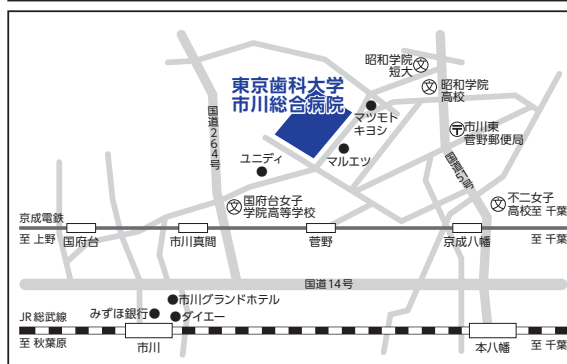 昭和学院
短大
昭和学院
高校
東京歯科大学
市川総合病院
マツモト
キヨシ
国道264号
市川東
菅野郵便局
ユニディ
マルエツ
国府台女子
学院高等学校
不二女子
高校
至 千葉
京成電鉄
至 上野
国府台
市川真間
菅野
京成八幡
至 千葉
国道14号
市川グランドホテル
みずほ銀行
ダイエー
JR総武線
至 秋葉原
市川
本八幡
至 千葉